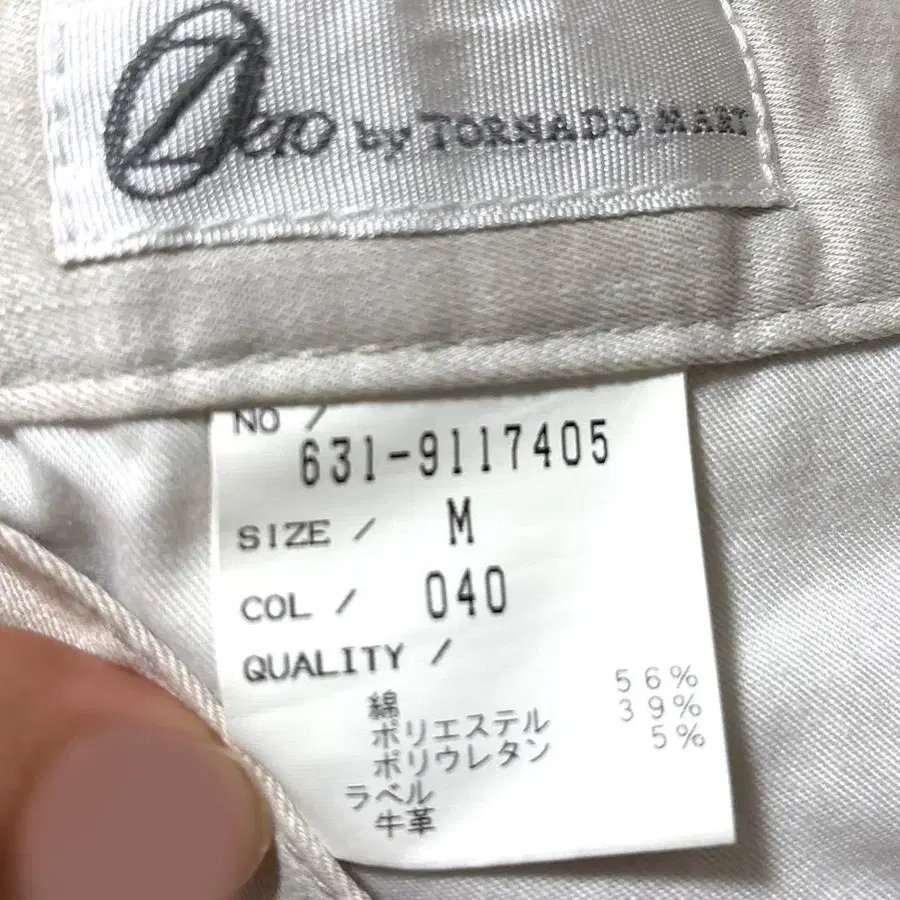 Zero by TORNADO MART
NO /
631-9117405
SIZE / M
COL / 040
QUALITY /
綿 56%
ポリエステル 39%
ポリウレタン 5%
ラベル
牛革